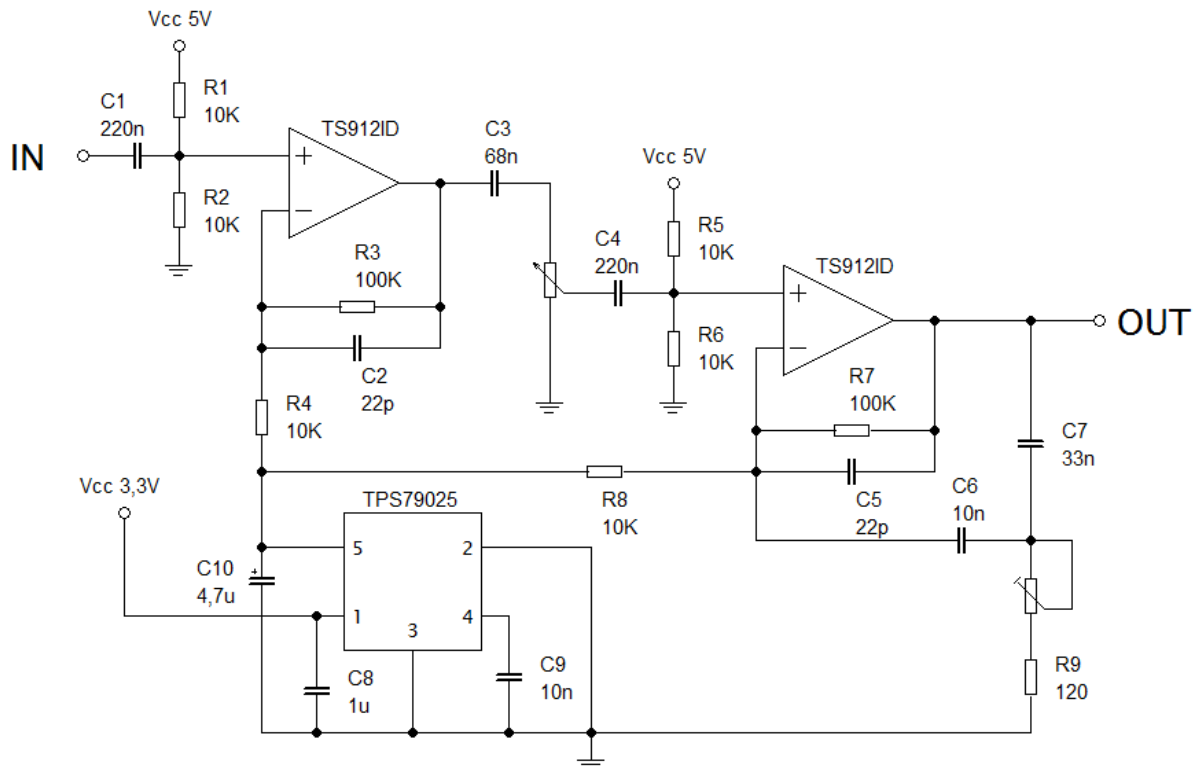 Vcc 5V
R1
10K
C1
220n
IN
R2
10K
TS912ID
+
−
C3
68n
R3
100K
C2
22p
R4
10K
Vcc 5V
R5
10K
C4
220n
R6
10K
TS912ID
+
−
OUT
R7
100K
C5
22p
C7
33n
C6
10n
R8
10K
Vcc 3,3V
TPS79025
5
2
1
4
3
C10
+
4,7u
C8
1u
C9
10n
R9
120